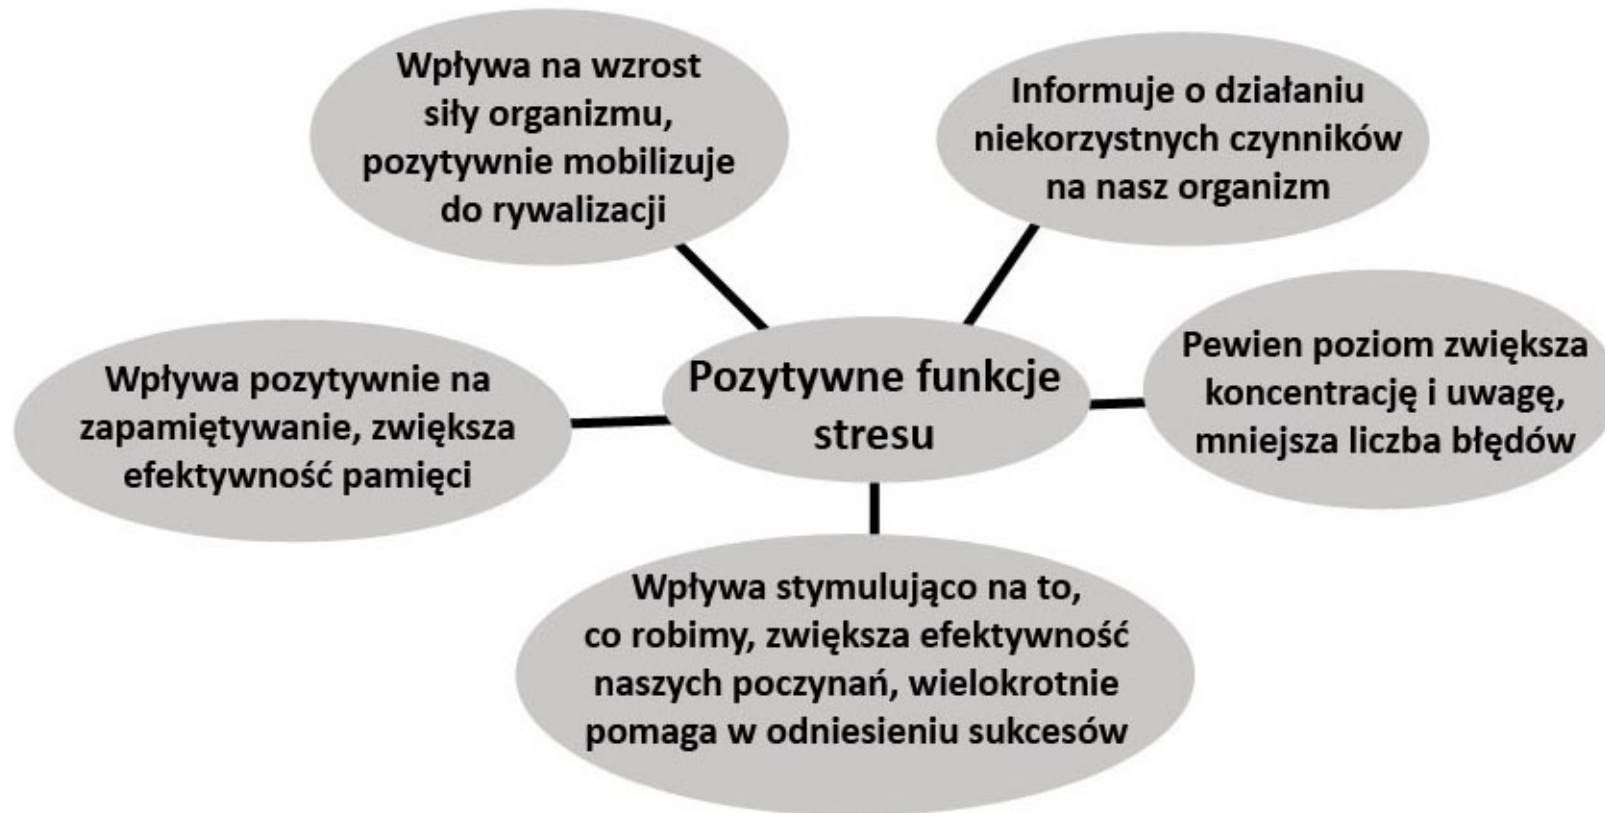 Wpływa na wzrost
siły organizmu,
pozytywnie mobilizuje
do rywalizacji
Informuje o działaniu
niekorzystnych czynników
na nasz organizm
Wpływa pozytywnie na
zapamiętywanie, zwiększa
efektywność pamięci
Pozytywne funkcje
stresu
Pewien poziom zwiększa
koncentrację i uwagę,
mniejsza liczba błędów
Wpływa stymulująco na to,
co robimy, zwiększa efektywność
naszych poczynań, wielokrotnie
pomaga w odniesieniu sukcesów